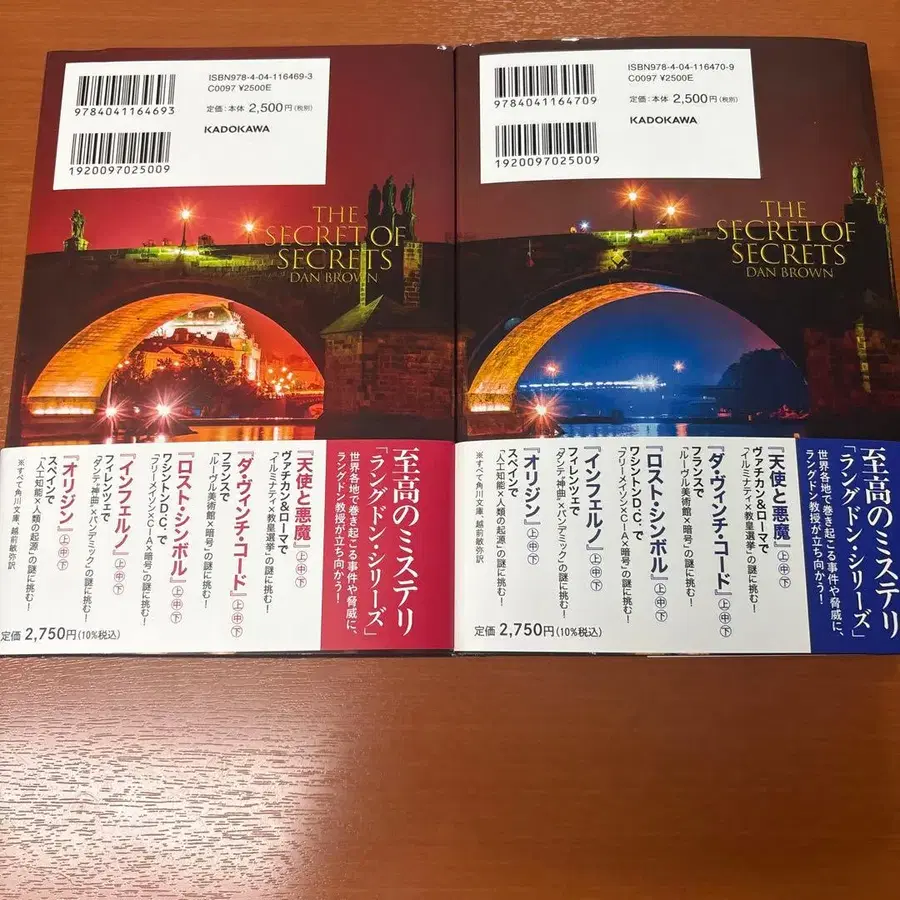 ISBN978-4-04-116469-3
C0097 ¥2500E
定価:本体 2,500円(税別)
KADOKAWA
9784041164693
1920097025009
THE
SECRET OF
SECRETS
DAN BROWN
至高のミステリ
「ラングドン・シリーズ」
世界各地で巻き起こる事件や脅威に、
ラングドン教授が立ち向かう!
『天使と悪魔』上中下
ヴァチカン&ローマで
"イルミナティ×教皇選挙"の謎に挑む!
『ダ・ヴィンチ・コード』上中下
フランスで
"ルーヴル美術館×暗号"の謎に挑む!
『ロスト・シンボル』上中下
ワシントンD.C.で
"フリーメイソン×CIA×暗号"の謎に挑む!
『インフェルノ』上中下
フィレンツェで
"ダンテ『神曲』×パンデミック"の謎に挑む!
『オリジン』上中下
スペインで
"人工知能×人類の起源"の謎に挑む!
※すべて角川文庫、越前敏弥訳
定価 2,750円(10%税込)
ISBN978-4-04-116470-9
C0097 ¥2500E
定価:本体 2,500円(税別)
KADOKAWA
9784041164709
1920097025009
THE
SECRET OF
SECRETS
DAN BROWN
至高のミステリ
「ラングドン・シリーズ」
世界各地で巻き起こる事件や脅威に、
ラングドン教授が立ち向かう!
『天使と悪魔』上中下
ヴァチカン&ローマで
"イルミナティ×教皇選挙"の謎に挑む!
『ダ・ヴィンチ・コード』上中下
フランスで
"ルーヴル美術館×暗号"の謎に挑む!
『ロスト・シンボル』上中下
ワシントンD.C.で
"フリーメイソン×CIA×暗号"の謎に挑む!
『インフェルノ』上中下
フィレンツェで
"ダンテ『神曲』×パンデミック"の謎に挑む!
『オリジン』上中下
スペインで
"人工知能×人類の起源"の謎に挑む!
※すべて角川文庫、越前敏弥訳
定価 2,750円(10%税込)